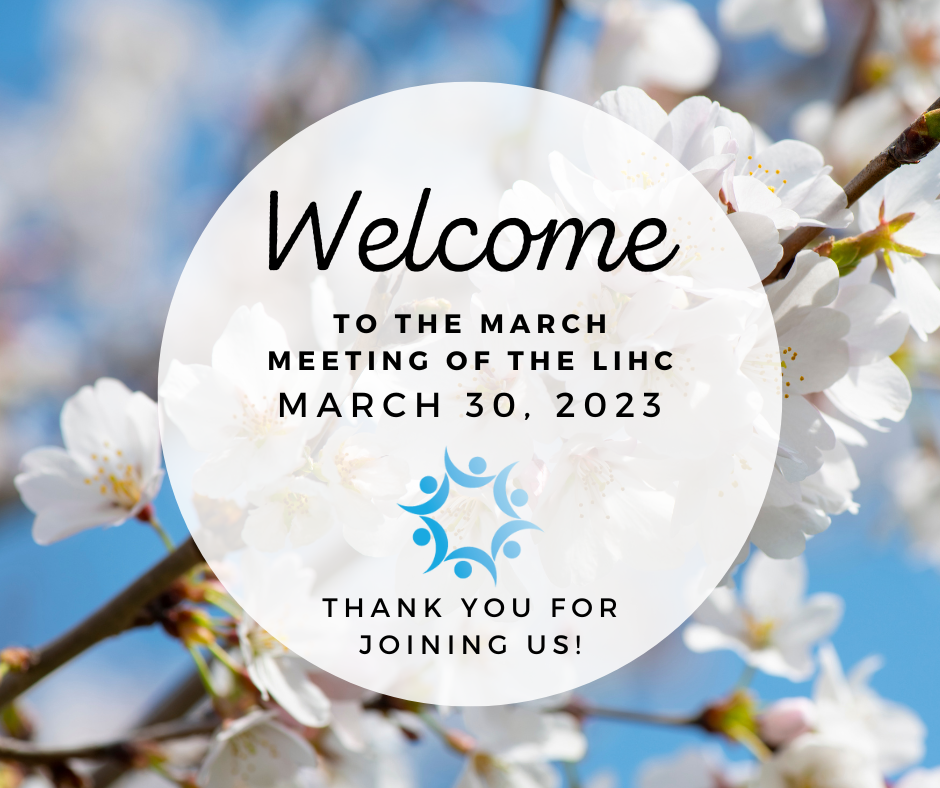 Welcome
TO THE MARCH
MEETING OF THE LIHC
MARCH 30, 2023
THANK YOU FOR
JOINING US!